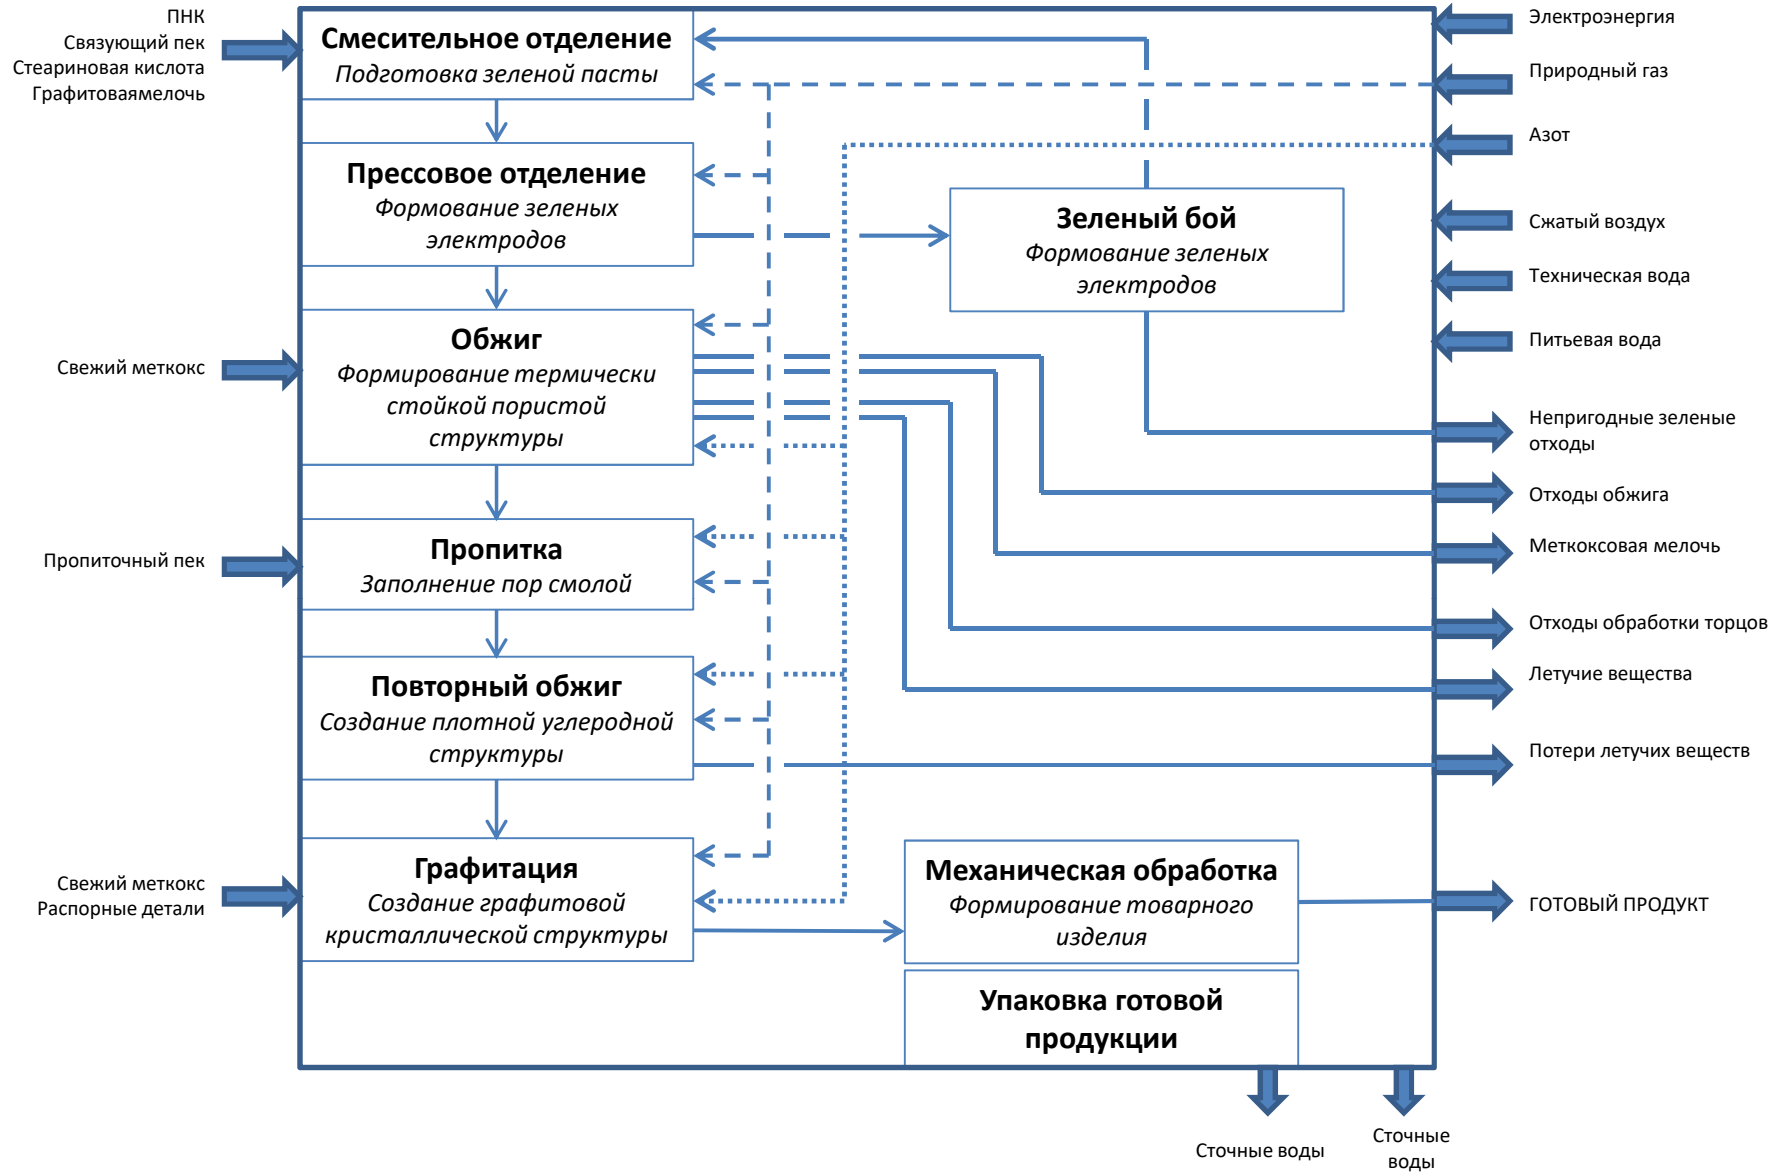 ПНК
Связующий пек
Стеариновая кислота
Графитоваямелочь
Смесительное отделение
Подготовка зеленой пасты
Электроэнергия
Природный газ
Азот
Прессовое отделение
Формование зеленых
электродов
Зеленый бой
Формование зеленых
электродов
Сжатый воздух
Техническая вода
Питьевая вода
Свежий меткокс
Обжиг
Формирование термически
стойкой пористой
структуры
Непригодные зеленые
отходы
Отходы обжига
Меткоксовая мелочь
Пропиточный пек
Пропитка
Заполнение пор смолой
Отходы обработки торцов
Летучие вещества
Повторный обжиг
Создание плотной углеродной
структуры
Потери летучих веществ
Свежий меткокс
Распорные детали
Графитация
Создание графитовой
кристаллической структуры
Механическая обработка
Формирование товарного
изделия
ГОТОВЫЙ ПРОДУКТ
Упаковка готовой
продукции
Сточные воды
Сточные
воды